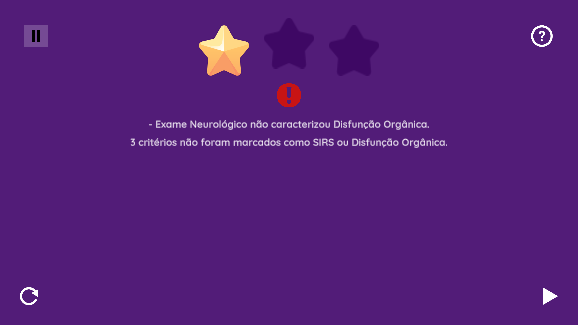 - Exame Neurológico não caracterizou Disfunção Orgânica.
3 critérios não foram marcados como SIRS ou Disfunção Orgânica.